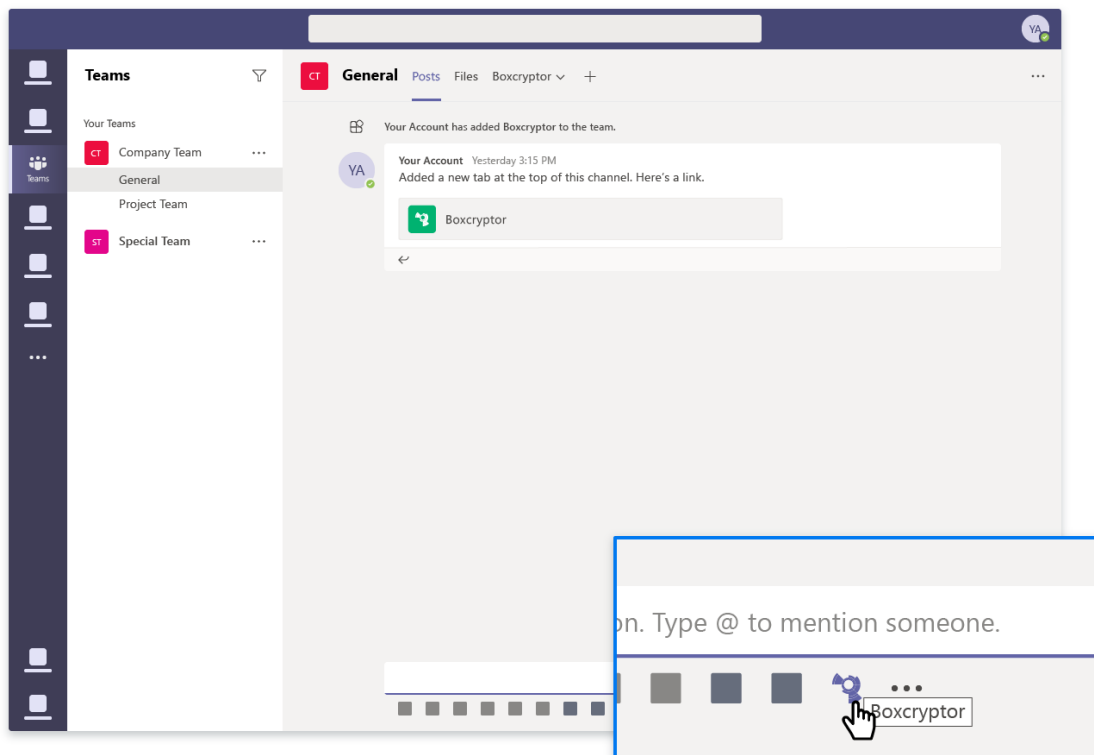 YA
Teams
Teams
Your Teams
CT Company Team ...
General
Project Team
ST Special Team ...
CT General Posts Files Boxcryptor
Your Account has added Boxcryptor to the team.
YA
Your Account Yesterday 3:15 PM
Added a new tab at the top of this channel. Here's a link.
Boxcryptor
on. Type @ to mention someone.
Boxcryptor